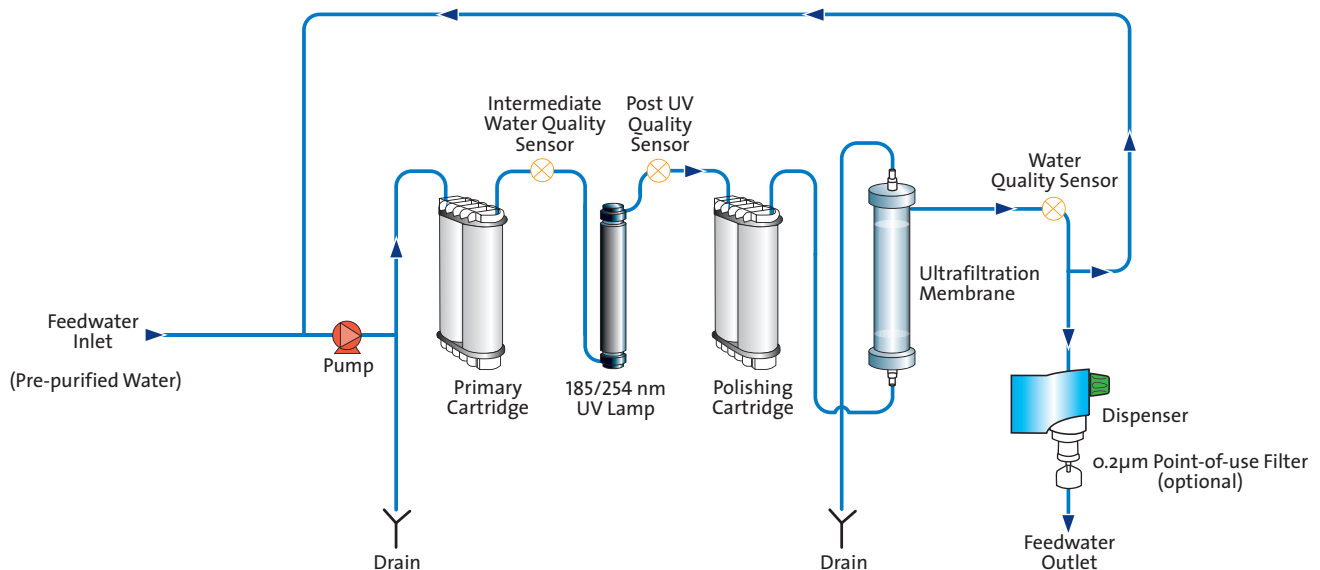 Intermediate
Water Quality
Sensor
Post UV
Quality
Sensor
Water
Quality Sensor
Ultrafiltration
Membrane
Feedwater
Inlet
(Pre-purified Water)
Pump
Primary
Cartridge
185/254 nm
UV Lamp
Polishing
Cartridge
Dispenser
0.2µm Point-of-use Filter
(optional)
Drain
Drain
Feedwater
Outlet